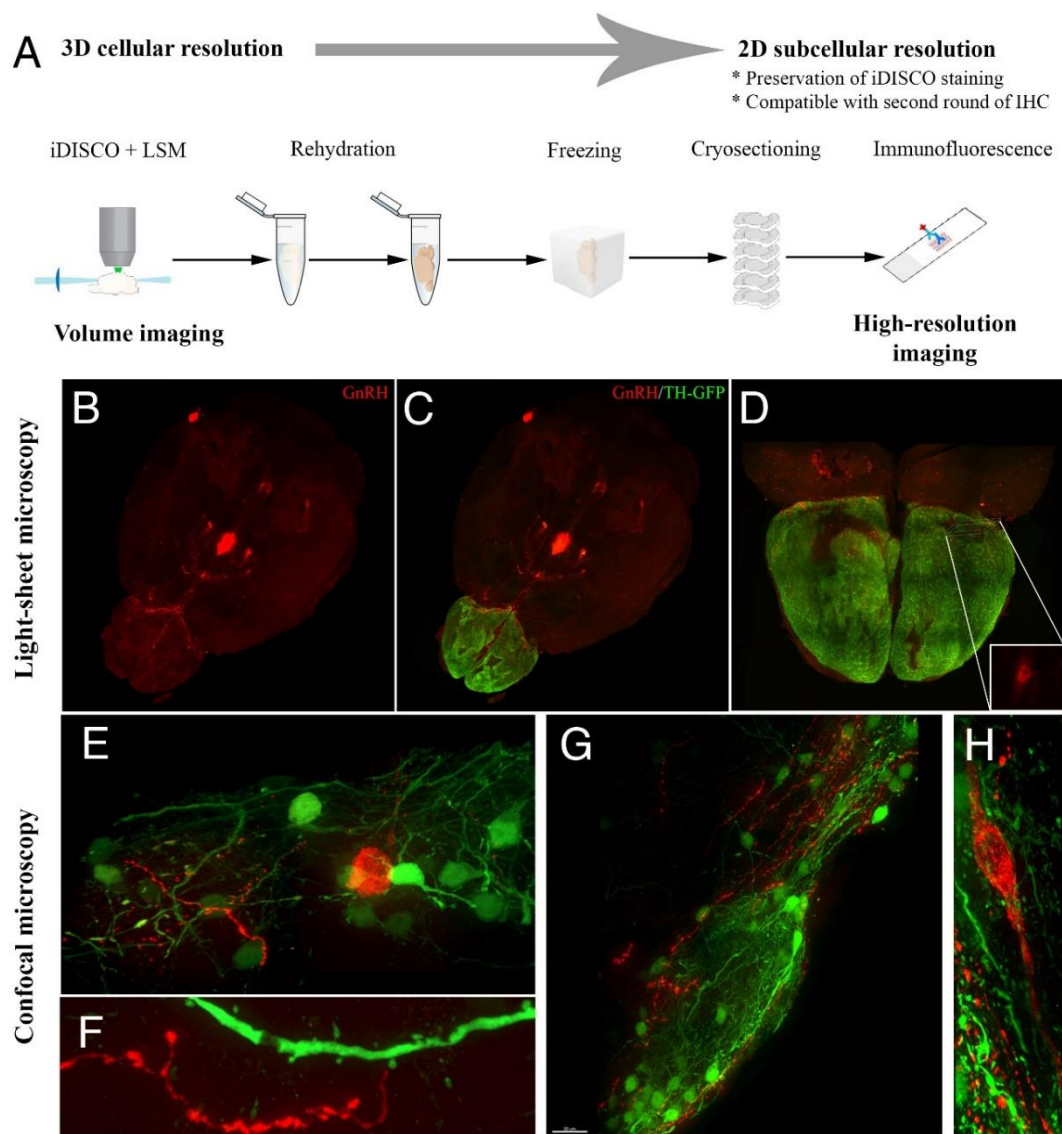 A
3D cellular resolution
2D subcellular resolution
* Preservation of iDISCO staining
* Compatible with second round of IHC
iDISCO + LSM
Rehydration
Freezing
Cryosectioning
Immunofluorescence
Volume imaging
High-resolution
imaging
Light-sheet microscopy
B
GnRH
C
GnRH/TH-GFP
D
Confocal microscopy
E
F
G
H